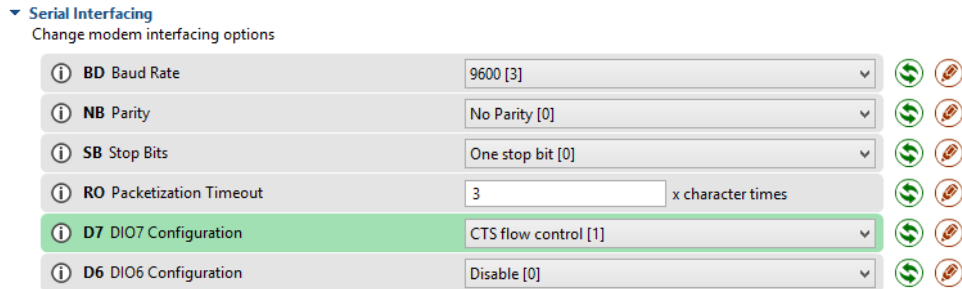 Serial Interfacing
Change modem interfacing options
BD Baud Rate 9600 [3]
NB Parity No Parity [0]
SB Stop Bits One stop bit [0]
RO Packetization Timeout 3 x character times
D7 DIO7 Configuration CTS flow control [1]
D6 DIO6 Configuration Disable [0]